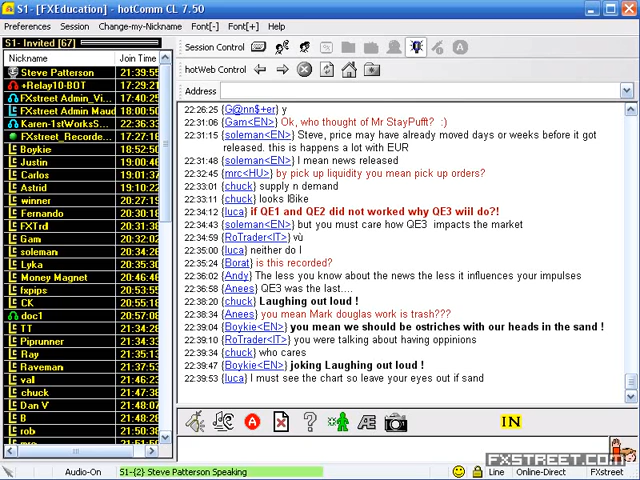 S1- [FXEducation] - hotComm CL 7.50
Preferences Session Change-my-Nickname Font[-] Font[+] Help
S1- Invited [67]
Nickname Join Time
Steve Patterson 21:39:55
+Relay10-BOT 17:29:21
FXstreet Admin_Vi... 17:40:25
FXstreet Admin Maud 18:00:55
Karen-1stWorksS... 22:36:33
FXstreet_Recorde... 17:27:16
Boykie 18:52:50
Justin 19:00:46
Carlos 19:01:37
Astrid 19:10:22
winner 20:27:19
Fernando 20:30:18
FXTrd 20:31:38
Gam 20:32:02
soleman 20:34:26
Lyka 20:35:30
Money Magnet 20:46:46
fxpips 20:53:55
CK 20:55:18
doc1 20:57:08
TT 21:34:28
Piprunner 21:34:33
Ray 21:35:13
Raveman 21:37:53
val 21:46:23
chuck 21:47:38
Dan V 21:48:07
B 21:48:28
rob 21:50:38
Session Control
hotWeb Control
Address
22:26:25 {G@nn$+er} y
22:31:06 {Gam<EN>} Ok, who thought of Mr StayPufft? :)
22:31:15 {soleman<EN>} Steve, price may have already moved days or weeks before it got
released. this is happens a lot with EUR
22:31:48 {soleman<EN>} I mean news released
22:32:45 {mrc<HU>} by pick up liquidity you mean pick up orders?
22:33:01 {chuck} supply n demand
22:33:11 {chuck} looks l8ike
22:34:12 {luca} if QE1 and QE2 did not worked why QE3 wiil do?!
22:34:43 {soleman<EN>} but you must care how QE3 impacts the market
22:34:59 {RoTrader<IT>} vù
22:35:00 {luca} neither do I
22:35:24 {Borat} is this recorded?
22:36:02 {Andy} The less you know about the news the less it influences your impulses
22:36:58 {Anees} QE3 was the last....
22:38:20 {chuck} Laughing out loud !
22:38:34 {Anees} you mean Mark douglas work is trash???
22:39:04 {Boykie<EN>} you mean we should be ostriches with our heads in the sand !
22:39:10 {RoTrader<IT>} you were talking about having oppinions
22:39:34 {chuck} who cares
22:39:47 {Boykie<EN>} joking Laughing out loud !
22:39:53 {luca} I must see the chart so leave your eyes out if sand
IN
FXSTREET.COM
Audio-On S1-{2} Steve Patterson Speaking Line Online-Direct FXstreet